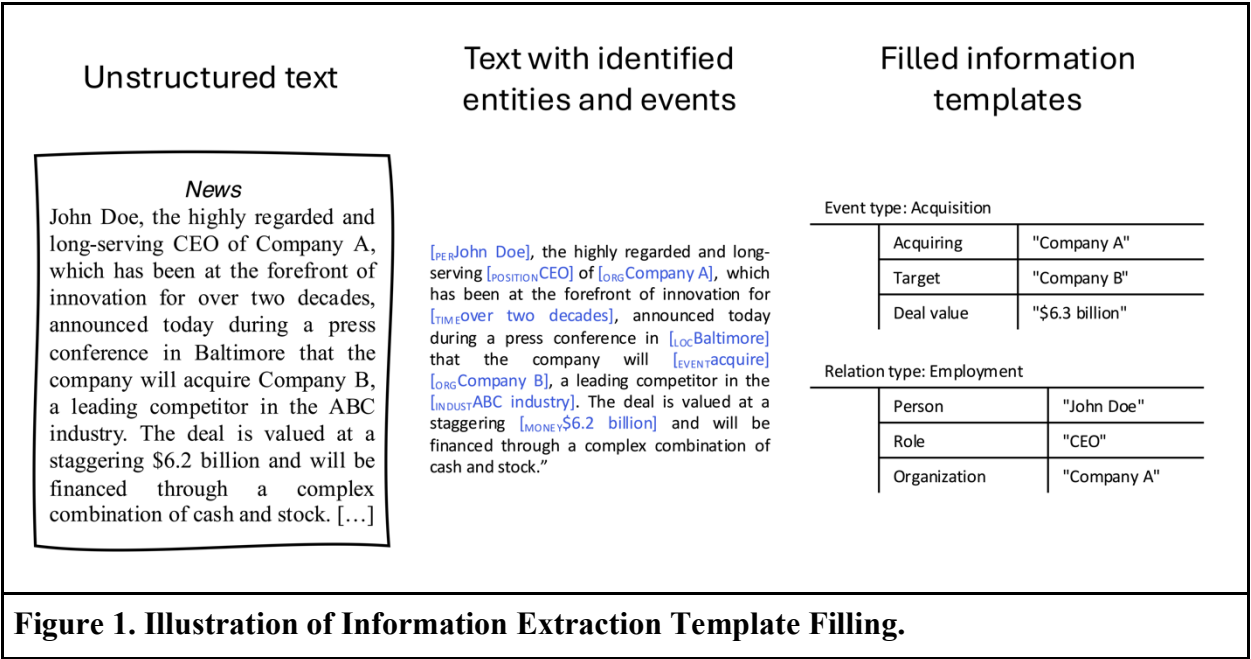 Unstructured text
News
John Doe, the highly regarded and
long-serving CEO of Company A,
which has been at the forefront of
innovation for over two decades,
announced today during a press
conference in Baltimore that the
company will acquire Company B,
a leading competitor in the ABC
industry. The deal is valued at a
staggering $6.2 billion and will be
financed through a complex
combination of cash and stock. […]
Text with identified
entities and events
[PERJohn Doe], the highly regarded and long-
serving [POSITIONCEO] of [ORGCompany A], which
has been at the forefront of innovation for
[TIMEover two decades], announced today
during a press conference in [LOCBaltimore]
that the company will [EVENTacquire]
[ORGCompany B], a leading competitor in the
[INDUSTABC industry]. The deal is valued at a
staggering [MONEY$6.2 billion] and will be
financed through a complex combination of
cash and stock.”
Filled information
templates
Event type: Acquisition
Acquiring "Company A"
Target "Company B"
Deal value "$6.3 billion"
Relation type: Employment
Person "John Doe"
Role "CEO"
Organization "Company A"
Figure 1. Illustration of Information Extraction Template Filling.